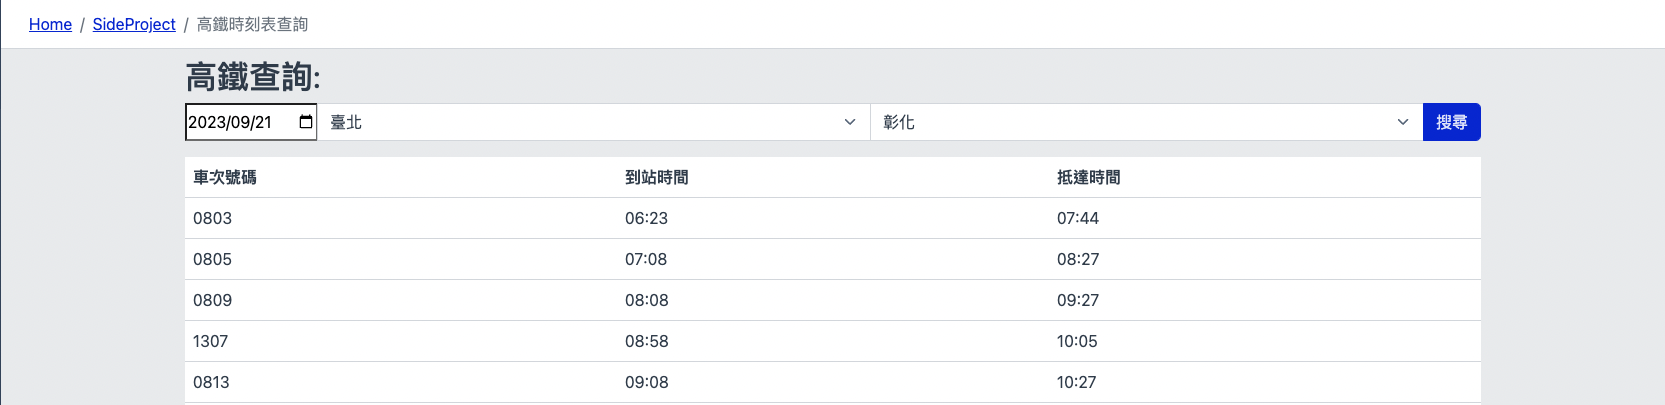 Home / SideProject / 高鐵時刻表查詢
高鐵查詢:
2023/09/21 臺北 彰化 搜尋
車次號碼 到站時間 抵達時間
0803 06:23 07:44
0805 07:08 08:27
0809 08:08 09:27
1307 08:58 10:05
0813 09:08 10:27